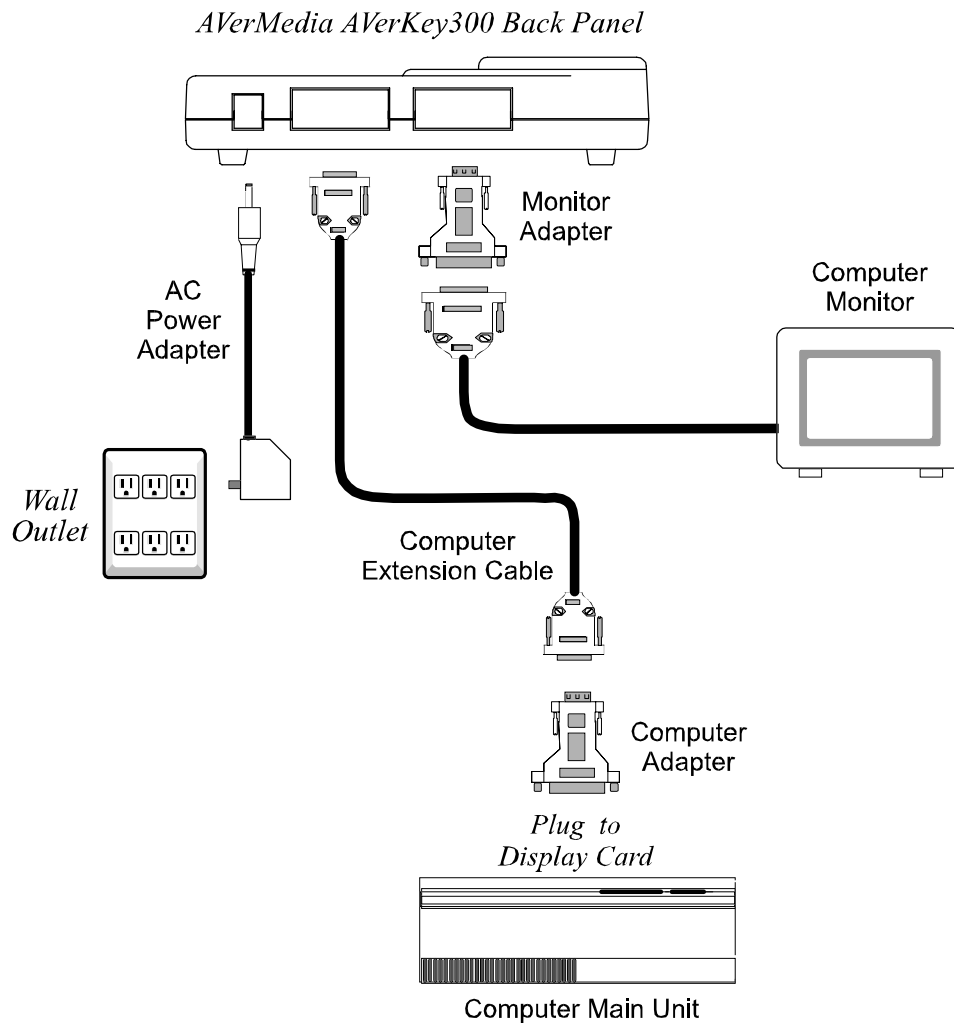 AVerMedia AVerKey300 Back Panel
Monitor
Adapter
Computer
Monitor
AC
Power
Adapter
Wall
Outlet
Computer
Extension Cable
Computer
Adapter
Plug to
Display Card
Computer Main Unit